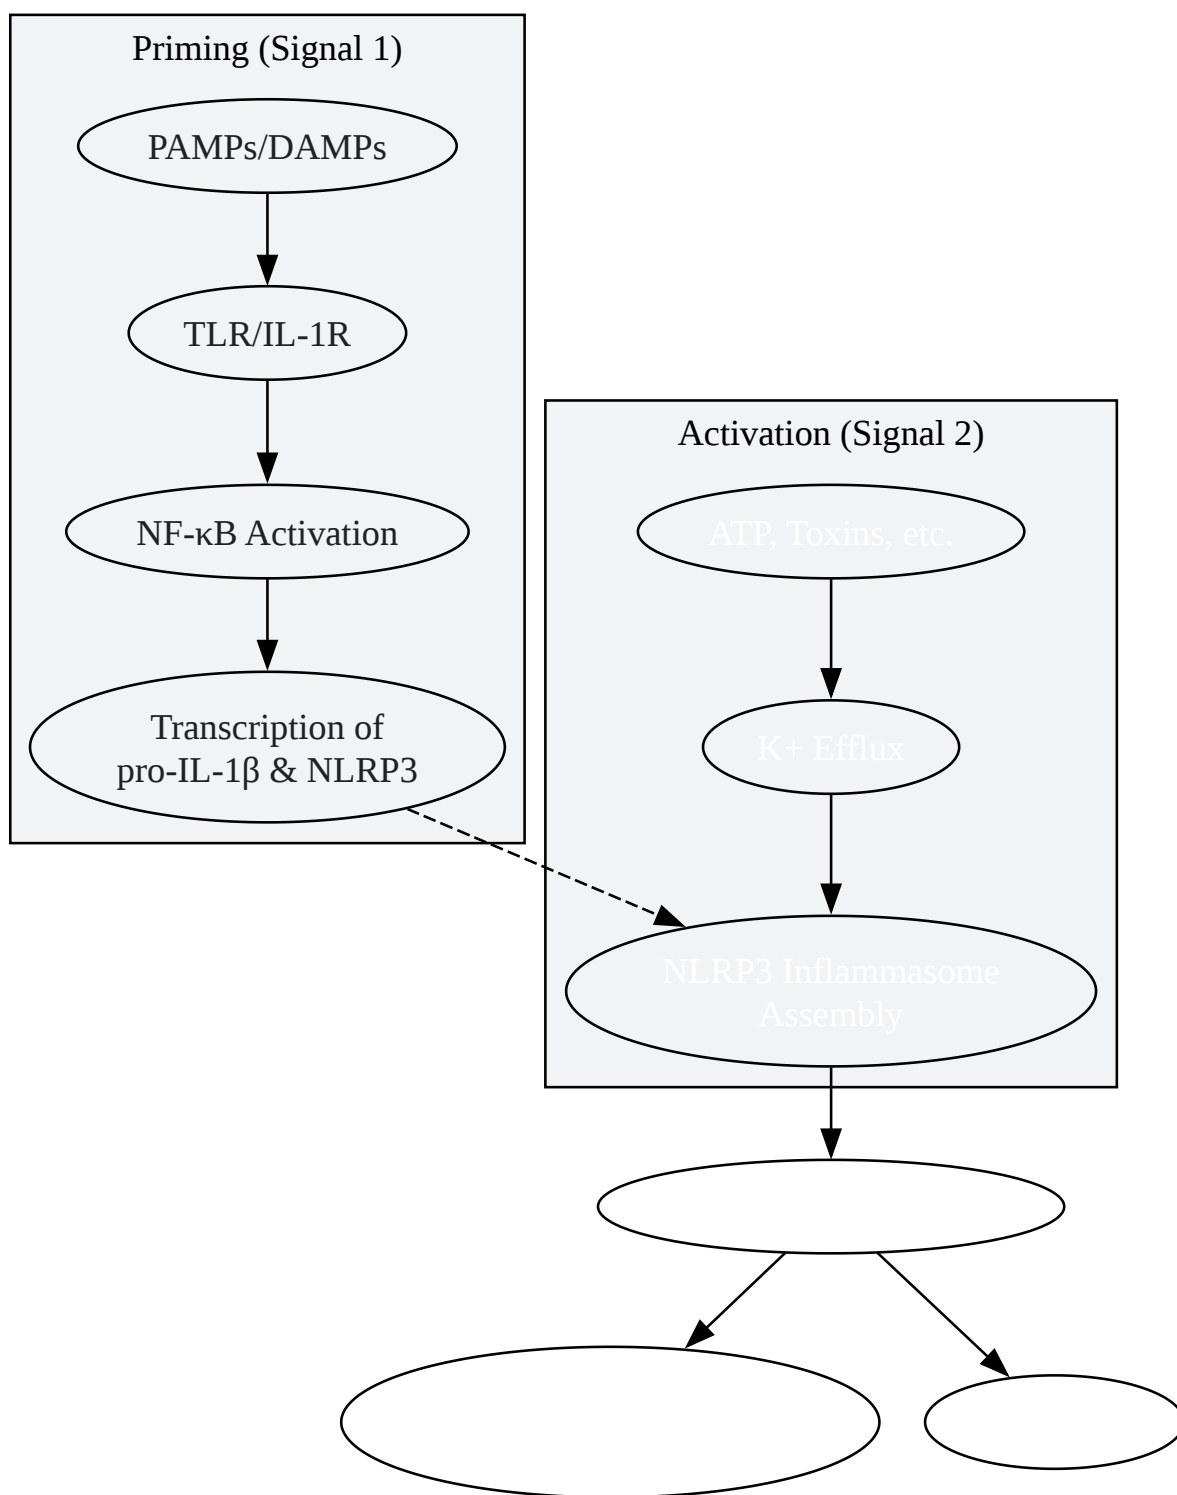 Priming (Signal 1)
PAMPs/DAMPs
TLR/IL-1R
NF-κB Activation
Transcription of
pro-IL-1β & NLRP3
Activation (Signal 2)
ATP, Toxins, etc.
K+ Efflux
NLRP3 Inflammasome
Assembly